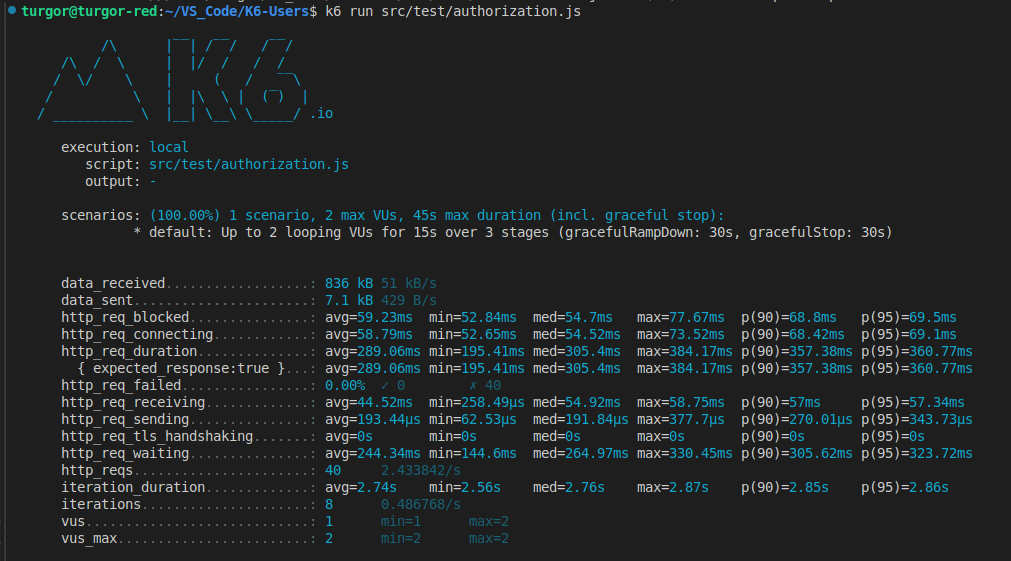 turgor@turgor-red:~/VS_Code/K6-Users$ k6 run src/test/authorization.js
.io
execution: local
script: src/test/authorization.js
output: -
scenarios: (100.00%) 1 scenario, 2 max VUs, 45s max duration (incl. graceful stop):
* default: Up to 2 looping VUs for 15s over 3 stages (gracefulRampDown: 30s, gracefulStop: 30s)
data_received..................: 836 kB 51 kB/s
data_sent......................: 7.1 kB 429 B/s
http_req_blocked...............: avg=59.23ms min=52.84ms med=54.7ms max=77.67ms p(90)=68.8ms p(95)=69.5ms
http_req_connecting............: avg=58.79ms min=52.65ms med=54.52ms max=73.52ms p(90)=68.42ms p(95)=69.1ms
http_req_duration..............: avg=289.06ms min=195.41ms med=305.4ms max=384.17ms p(90)=357.38ms p(95)=360.77ms
{ expected_response:true }...: avg=289.06ms min=195.41ms med=305.4ms max=384.17ms p(90)=357.38ms p(95)=360.77ms
http_req_failed................: 0.00% ✓ 0 ✗ 40
http_req_receiving.............: avg=44.52ms min=258.49µs med=54.92ms max=58.75ms p(90)=57ms p(95)=57.34ms
http_req_sending...............: avg=193.44µs min=62.53µs med=191.84µs max=377.7µs p(90)=270.01µs p(95)=343.73µs
http_req_tls_handshaking.......: avg=0s min=0s med=0s max=0s p(90)=0s p(95)=0s
http_req_waiting...............: avg=244.34ms min=144.6ms med=264.97ms max=330.45ms p(90)=305.62ms p(95)=323.72ms
http_reqs......................: 40 2.433842/s
iteration_duration.............: avg=2.74s min=2.56s med=2.76s max=2.87s p(90)=2.85s p(95)=2.86s
iterations.....................: 8 0.486768/s
vus............................: 1 min=1 max=2
vus_max........................: 2 min=2 max=2